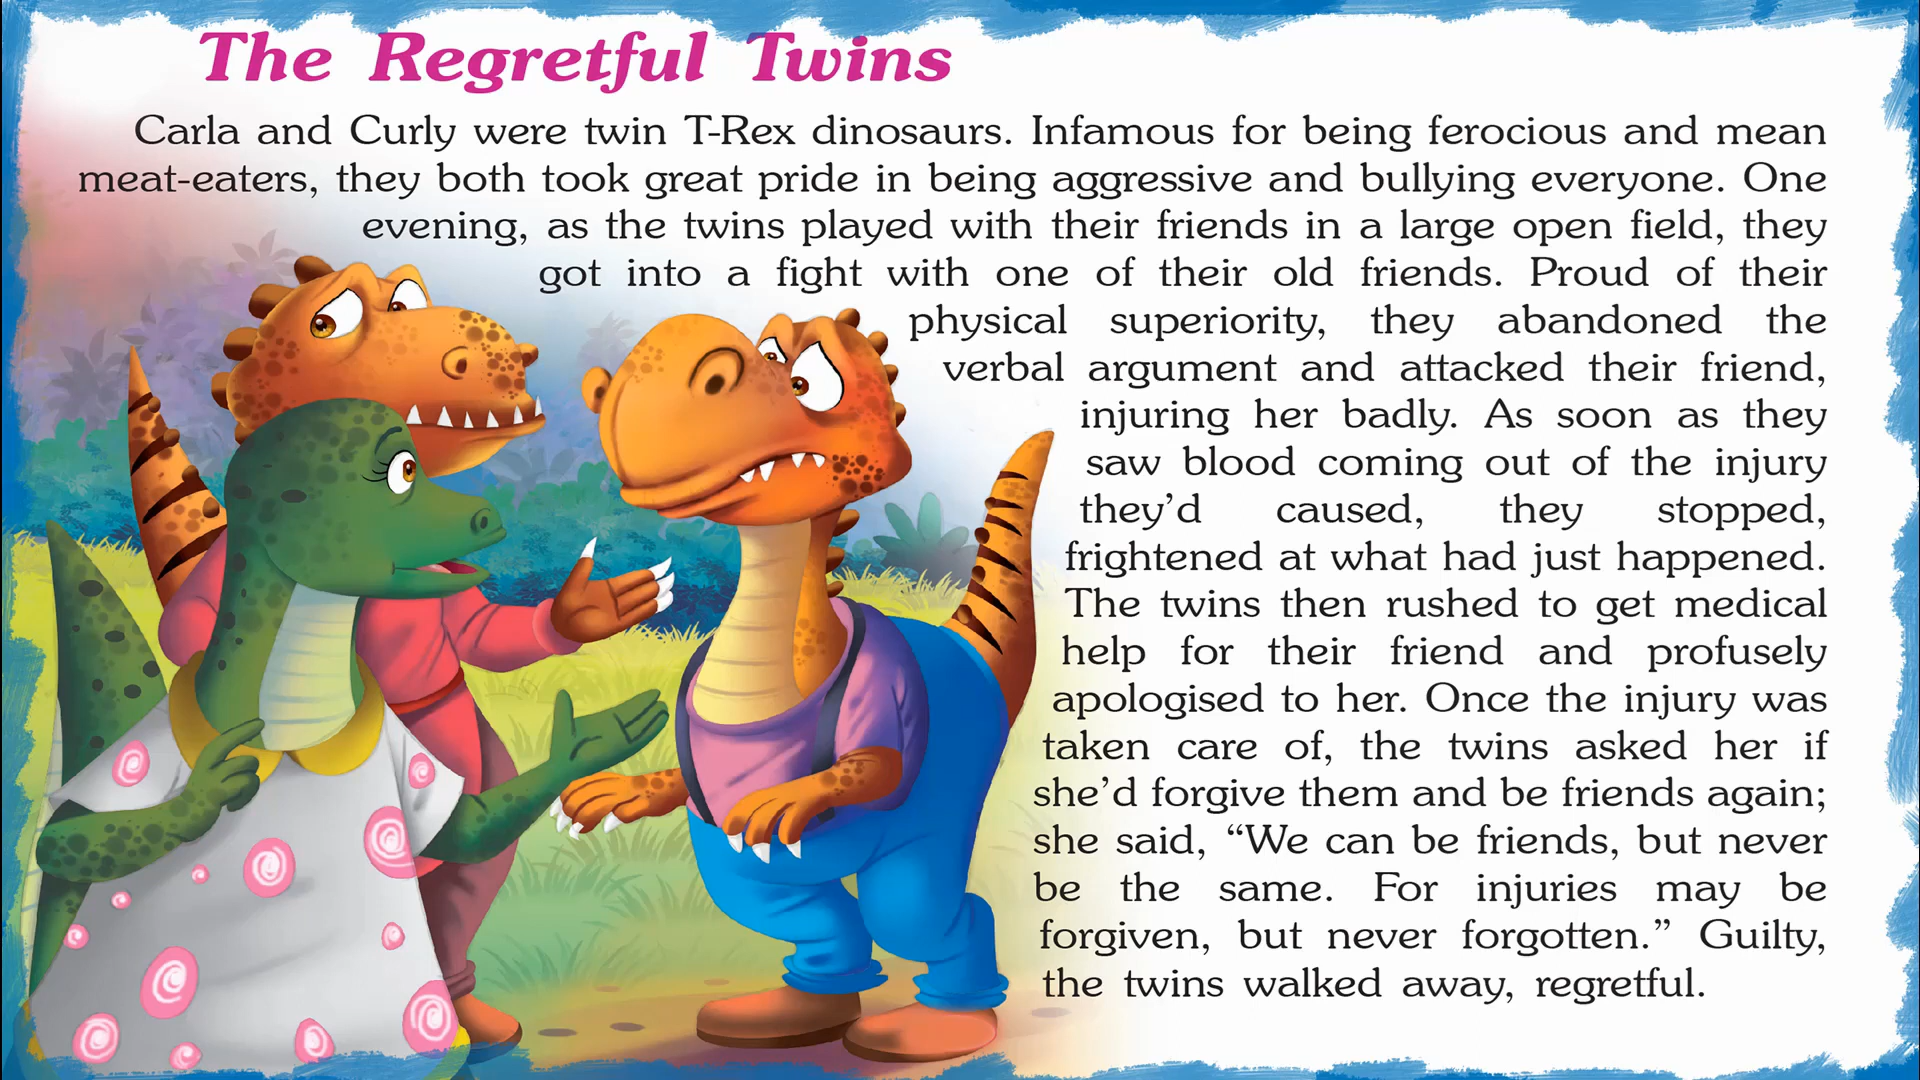 The Regretful Twins
Carla and Curly were twin T-Rex dinosaurs. Infamous for being ferocious and mean
meat-eaters, they both took great pride in being aggressive and bullying everyone. One
evening, as the twins played with their friends in a large open field, they
got into a fight with one of their old friends. Proud of their
physical superiority, they abandoned the
verbal argument and attacked their friend,
injuring her badly. As soon as they
saw blood coming out of the injury
they’d caused, they stopped,
frightened at what had just happened.
The twins then rushed to get medical
help for their friend and profusely
apologised to her. Once the injury was
taken care of, the twins asked her if
she’d forgive them and be friends again;
she said, “We can be friends, but never
be the same. For injuries may be
forgiven, but never forgotten.” Guilty,
the twins walked away, regretful.